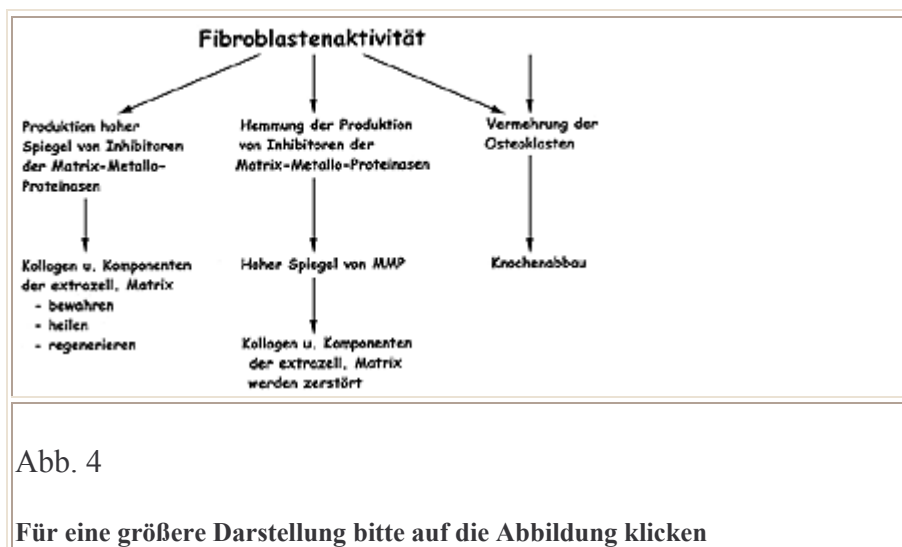 Fibroblastenaktivität
Produktion hoher
Spiegel von Inhibitoren
der Matrix-Metallo-
Proteinasen
Hemmung der Produktion
von Inhibitoren der
Matrix-Metallo-Proteinasen
Vermehrung der
Osteoklasten
Kollagen u. Komponenten
der extrazell. Matrix
- bewahren
- heilen
- regenerieren
Hoher Spiegel von MMP
Knochenabbau
Kollagen u. Komponenten
der extrazell. Matrix
werden zerstört
Abb. 4
Für eine größere Darstellung bitte auf die Abbildung klicken